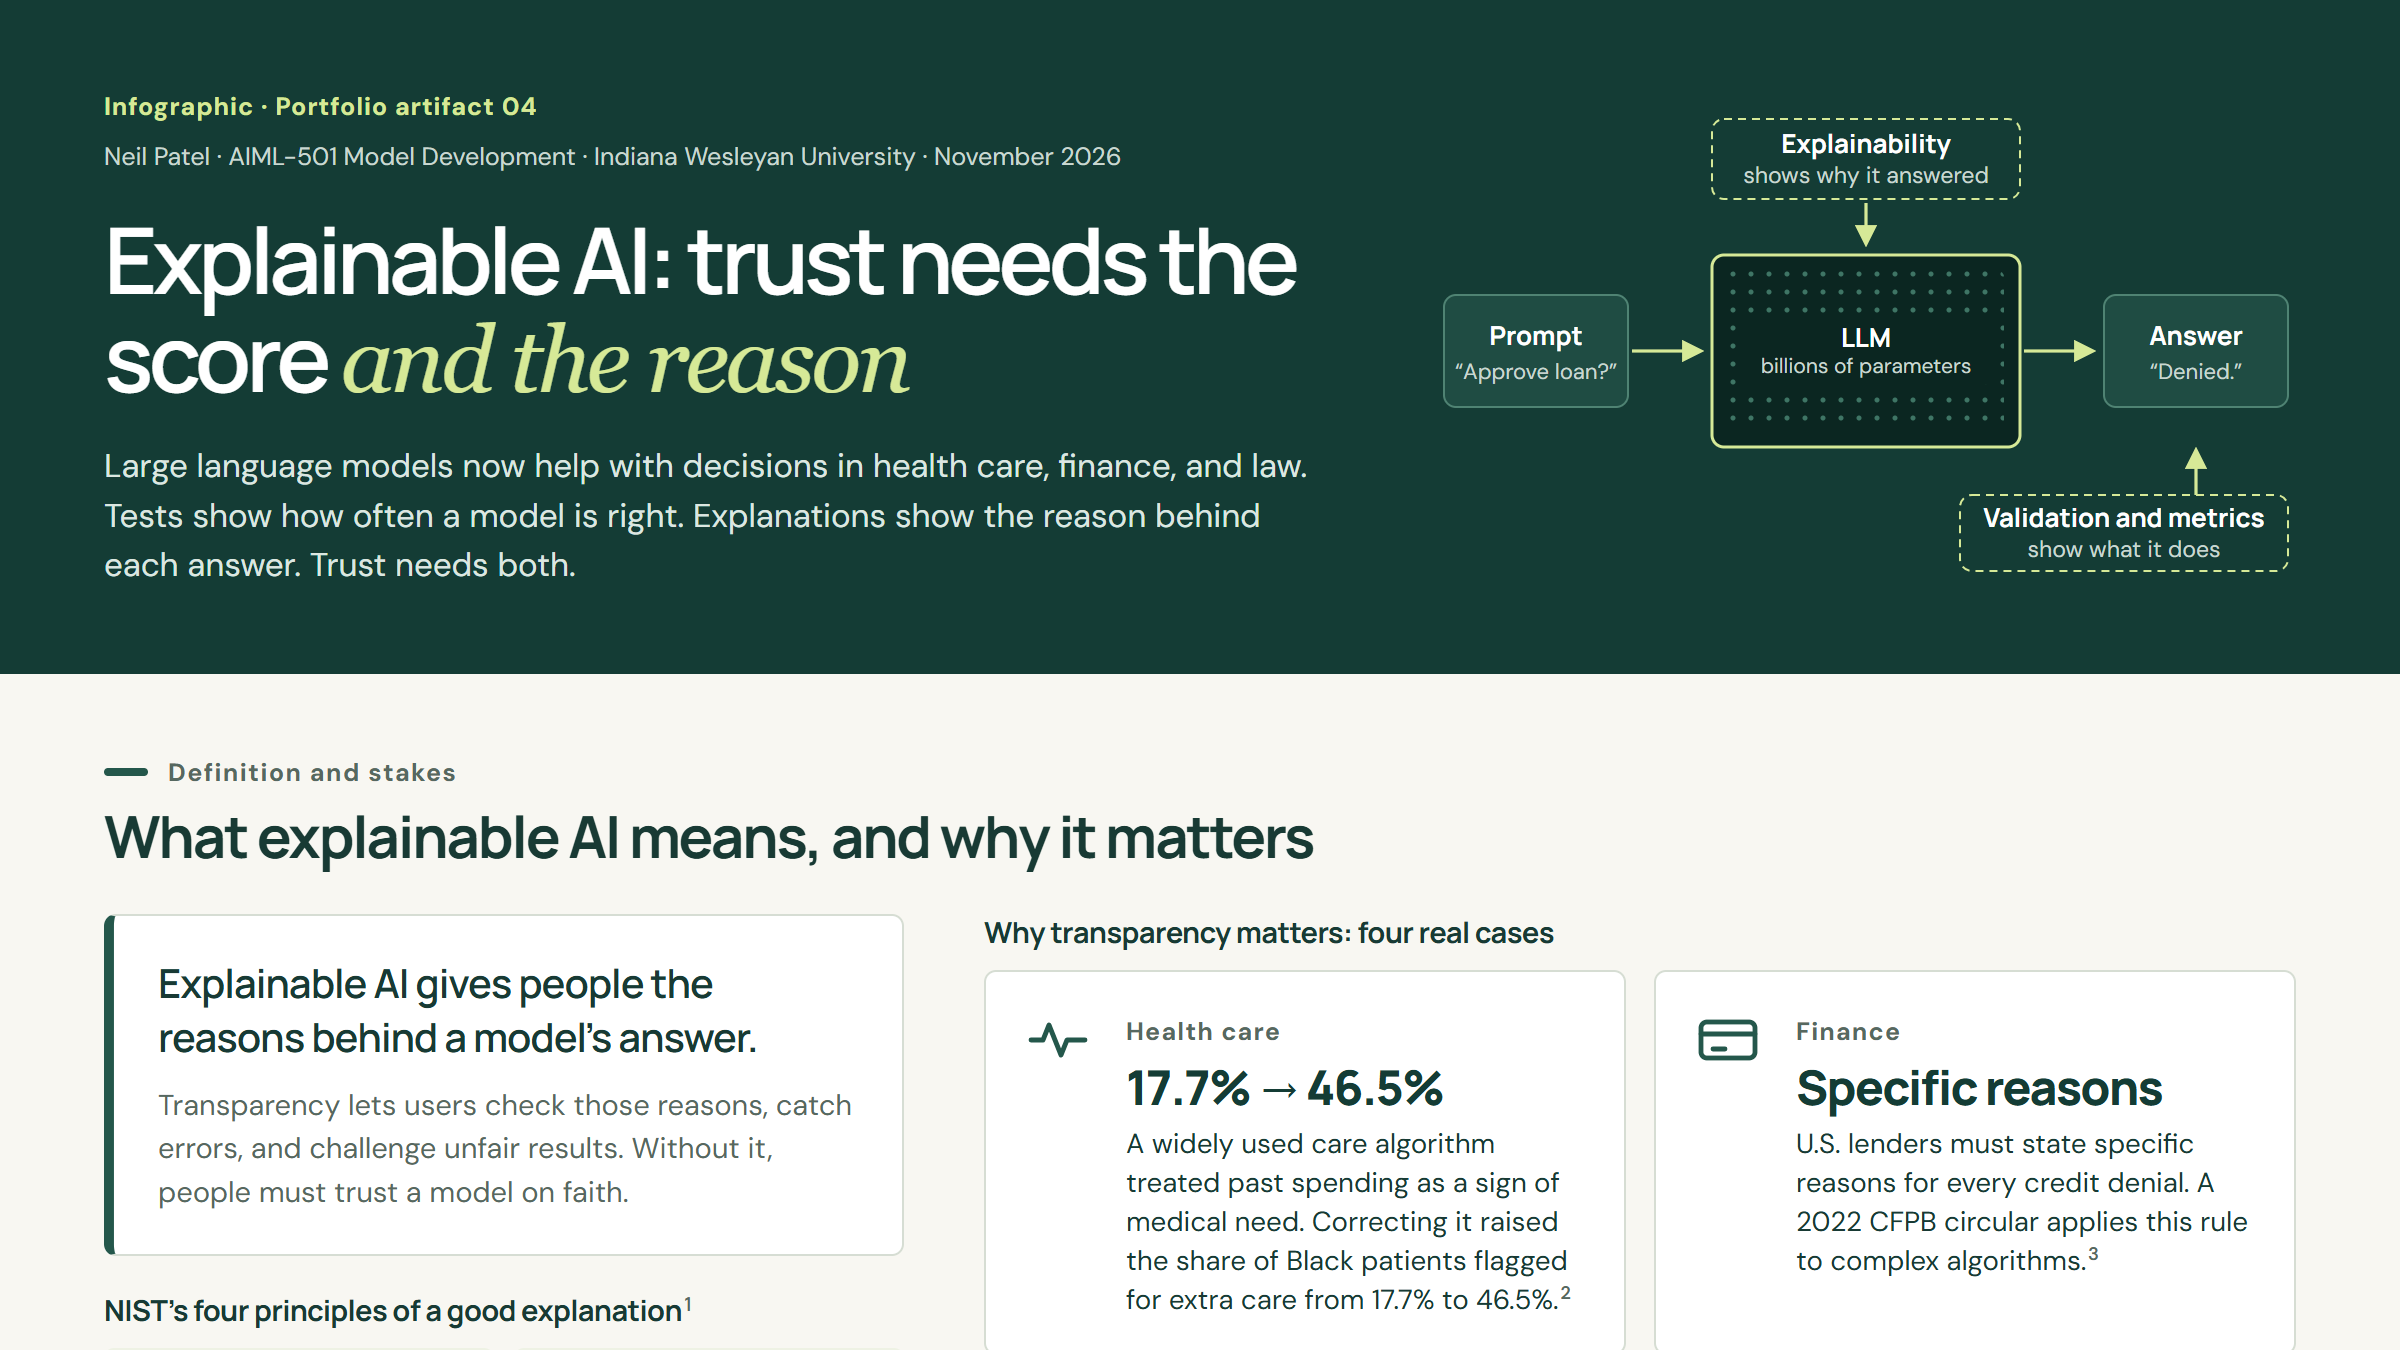 Infographic · Portfolio artifact 04
Neil Patel · AIML-501 Model Development · Indiana Wesleyan University · November 2026
Explainable AI: trust needs the
score and the reason
Large language models now help with decisions in health care, finance, and law.
Tests show how often a model is right. Explanations show the reason behind
each answer. Trust needs both.
Explainability
shows why it answered
Prompt
“Approve loan?”
LLM
billions of parameters
Answer
“Denied.”
Validation and metrics
show what it does
Definition and stakes
What explainable AI means, and why it matters
Explainable AI gives people the
reasons behind a model’s answer.
Transparency lets users check those reasons, catch
errors, and challenge unfair results. Without it,
people must trust a model on faith.
NIST’s four principles of a good explanation1
Why transparency matters: four real cases
Health care
17.7% → 46.5%
A widely used care algorithm
treated past spending as a sign of
medical need. Correcting it raised
the share of Black patients flagged
for extra care from 17.7% to 46.5%.2
Finance
Specific reasons
U.S. lenders must state specific
reasons for every credit denial. A
2022 CFPB circular applies this rule
to complex algorithms.3